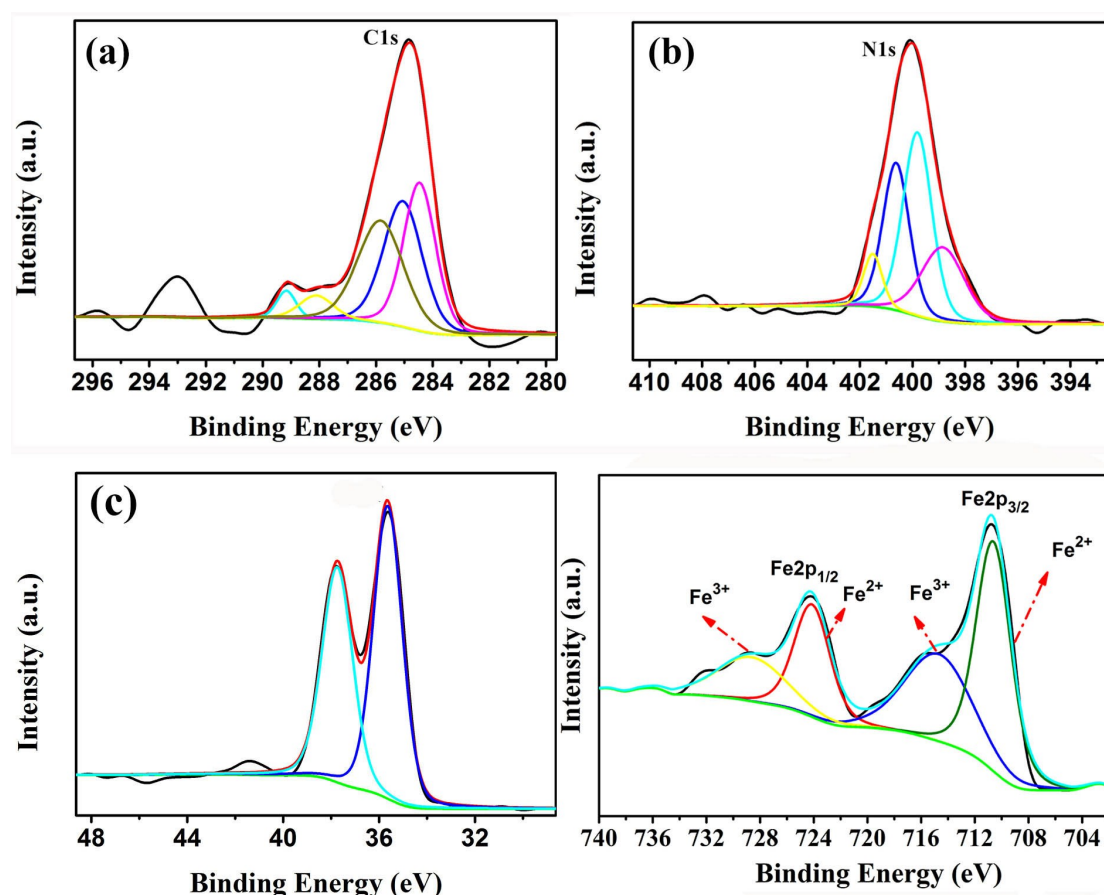 (a)
C1s
Intensity (a.u.)
296 294 292 290 288 286 284 282 280
Binding Energy (eV)
(b)
N1s
Intensity (a.u.)
410 408 406 404 402 400 398 396 394
Binding Energy (eV)
(c)
Intensity (a.u.)
48 44 40 36 32
Binding Energy (eV)
Fe2p3/2
Fe3+
Fe2p1/2
Fe2+
Fe3+
Fe2+
Intensity (a.u.)
740 736 732 728 724 720 716 712 708 704
Binding Energy (eV)